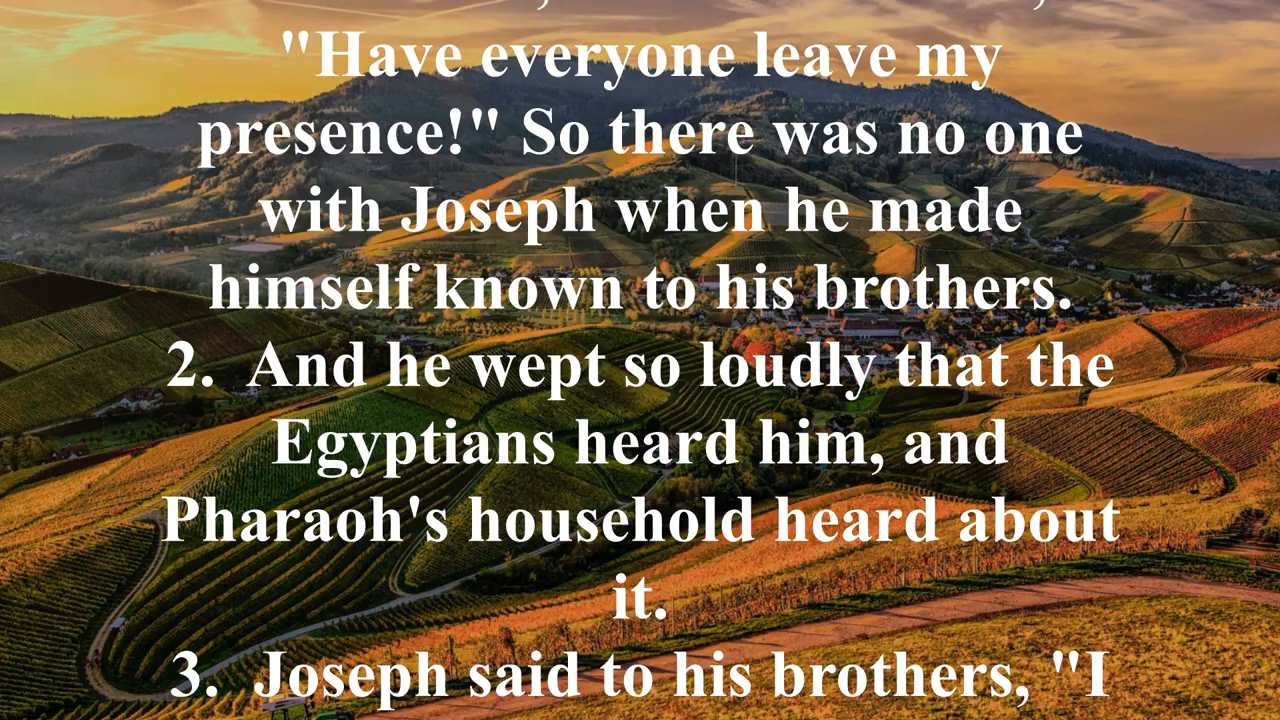 "Have everyone leave my
presence!" So there was no one
with Joseph when he made
himself known to his brothers.
2.  And he wept so loudly that the
Egyptians heard him, and
Pharaoh's household heard about
it.
3.  Joseph said to his brothers, "I